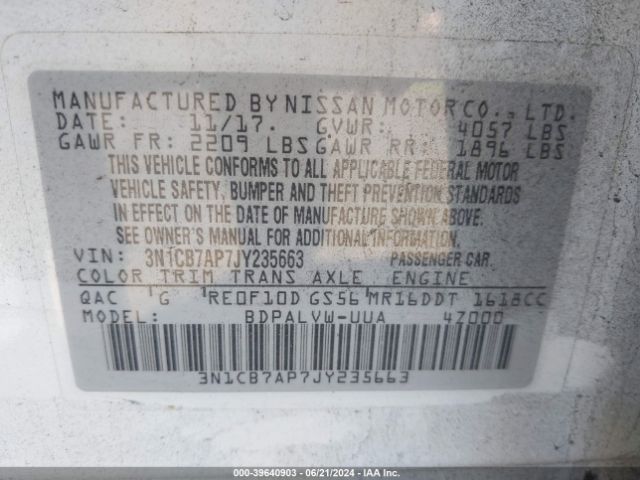 MANUFACTURED BY NISSAN MOTOR CO., LTD.
DATE: 11/17. GVWR: 4057 LBS
GAWR FR: 2209 LBS GAWR RR: 1896 LBS
THIS VEHICLE CONFORMS TO ALL APPLICABLE FEDERAL MOTOR
VEHICLE SAFETY, BUMPER AND THEFT PREVENTION STANDARDS
IN EFFECT ON THE DATE OF MANUFACTURE SHOWN ABOVE.
SEE OWNER'S MANUAL FOR ADDITIONAL INFORMATION.
VIN: 3N1CB7AP7JY235663 PASSENGER CAR.
COLOR TRIM TRANS AXLE ENGINE
QAC G RE0F10D GS56 MR16DDT 1618CC
MODEL: BDPALVW-UUA 4Z000
3N1CB7AP7JY235663
000-39640903 - 06/21/2024 - IAA Inc.